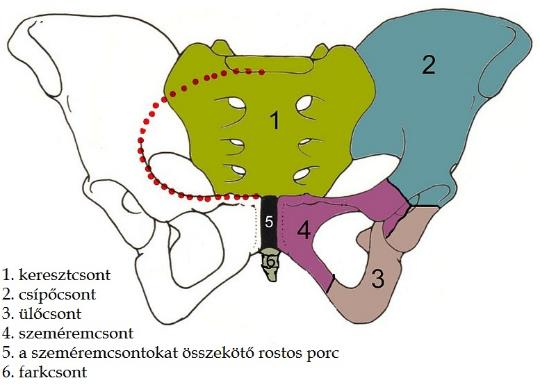 1
2
3
4
5
6
1. keresztcsont
2. csípőcsont
3. ülőcsont
4. szeméremcsont
5. a szeméremcsontokat összekötő rostos porc
6. farkcsont